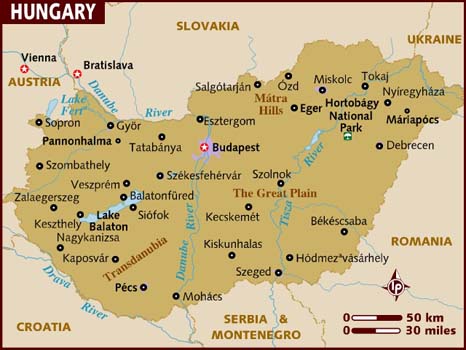 HUNGARY
SLOVAKIA
UKRAINE
Vienna
Bratislava
AUSTRIA
Lake
Fert'
Danube
River
Salgótarján
Ózd
Miskolc
Tokaj
Nyíregyháza
Mátra
Hills
Eger
Hortobágy
National
Park
Máriapócs
Sopron
Győr
Esztergom
Pannonhalma
Tatabánya
Budapest
River
Debrecen
Szombathely
Székesfehérvár
Szolnok
Veszprém
The Great Plain
Zalaegerszeg
Balatonfüred
Keszthely
Lake
Balaton
Siófok
Kecskemét
Tisza
Nagykanizsa
Békéscsaba
Kaposvár
Transdanubia
Danube River
Kiskunhalas
ROMANIA
Hódmez"vásárhely
Szeged
Drava
River
Pécs
Mohács
lp
CROATIA
SERBIA &
MONTENEGRO
0 50 km
0 30 miles